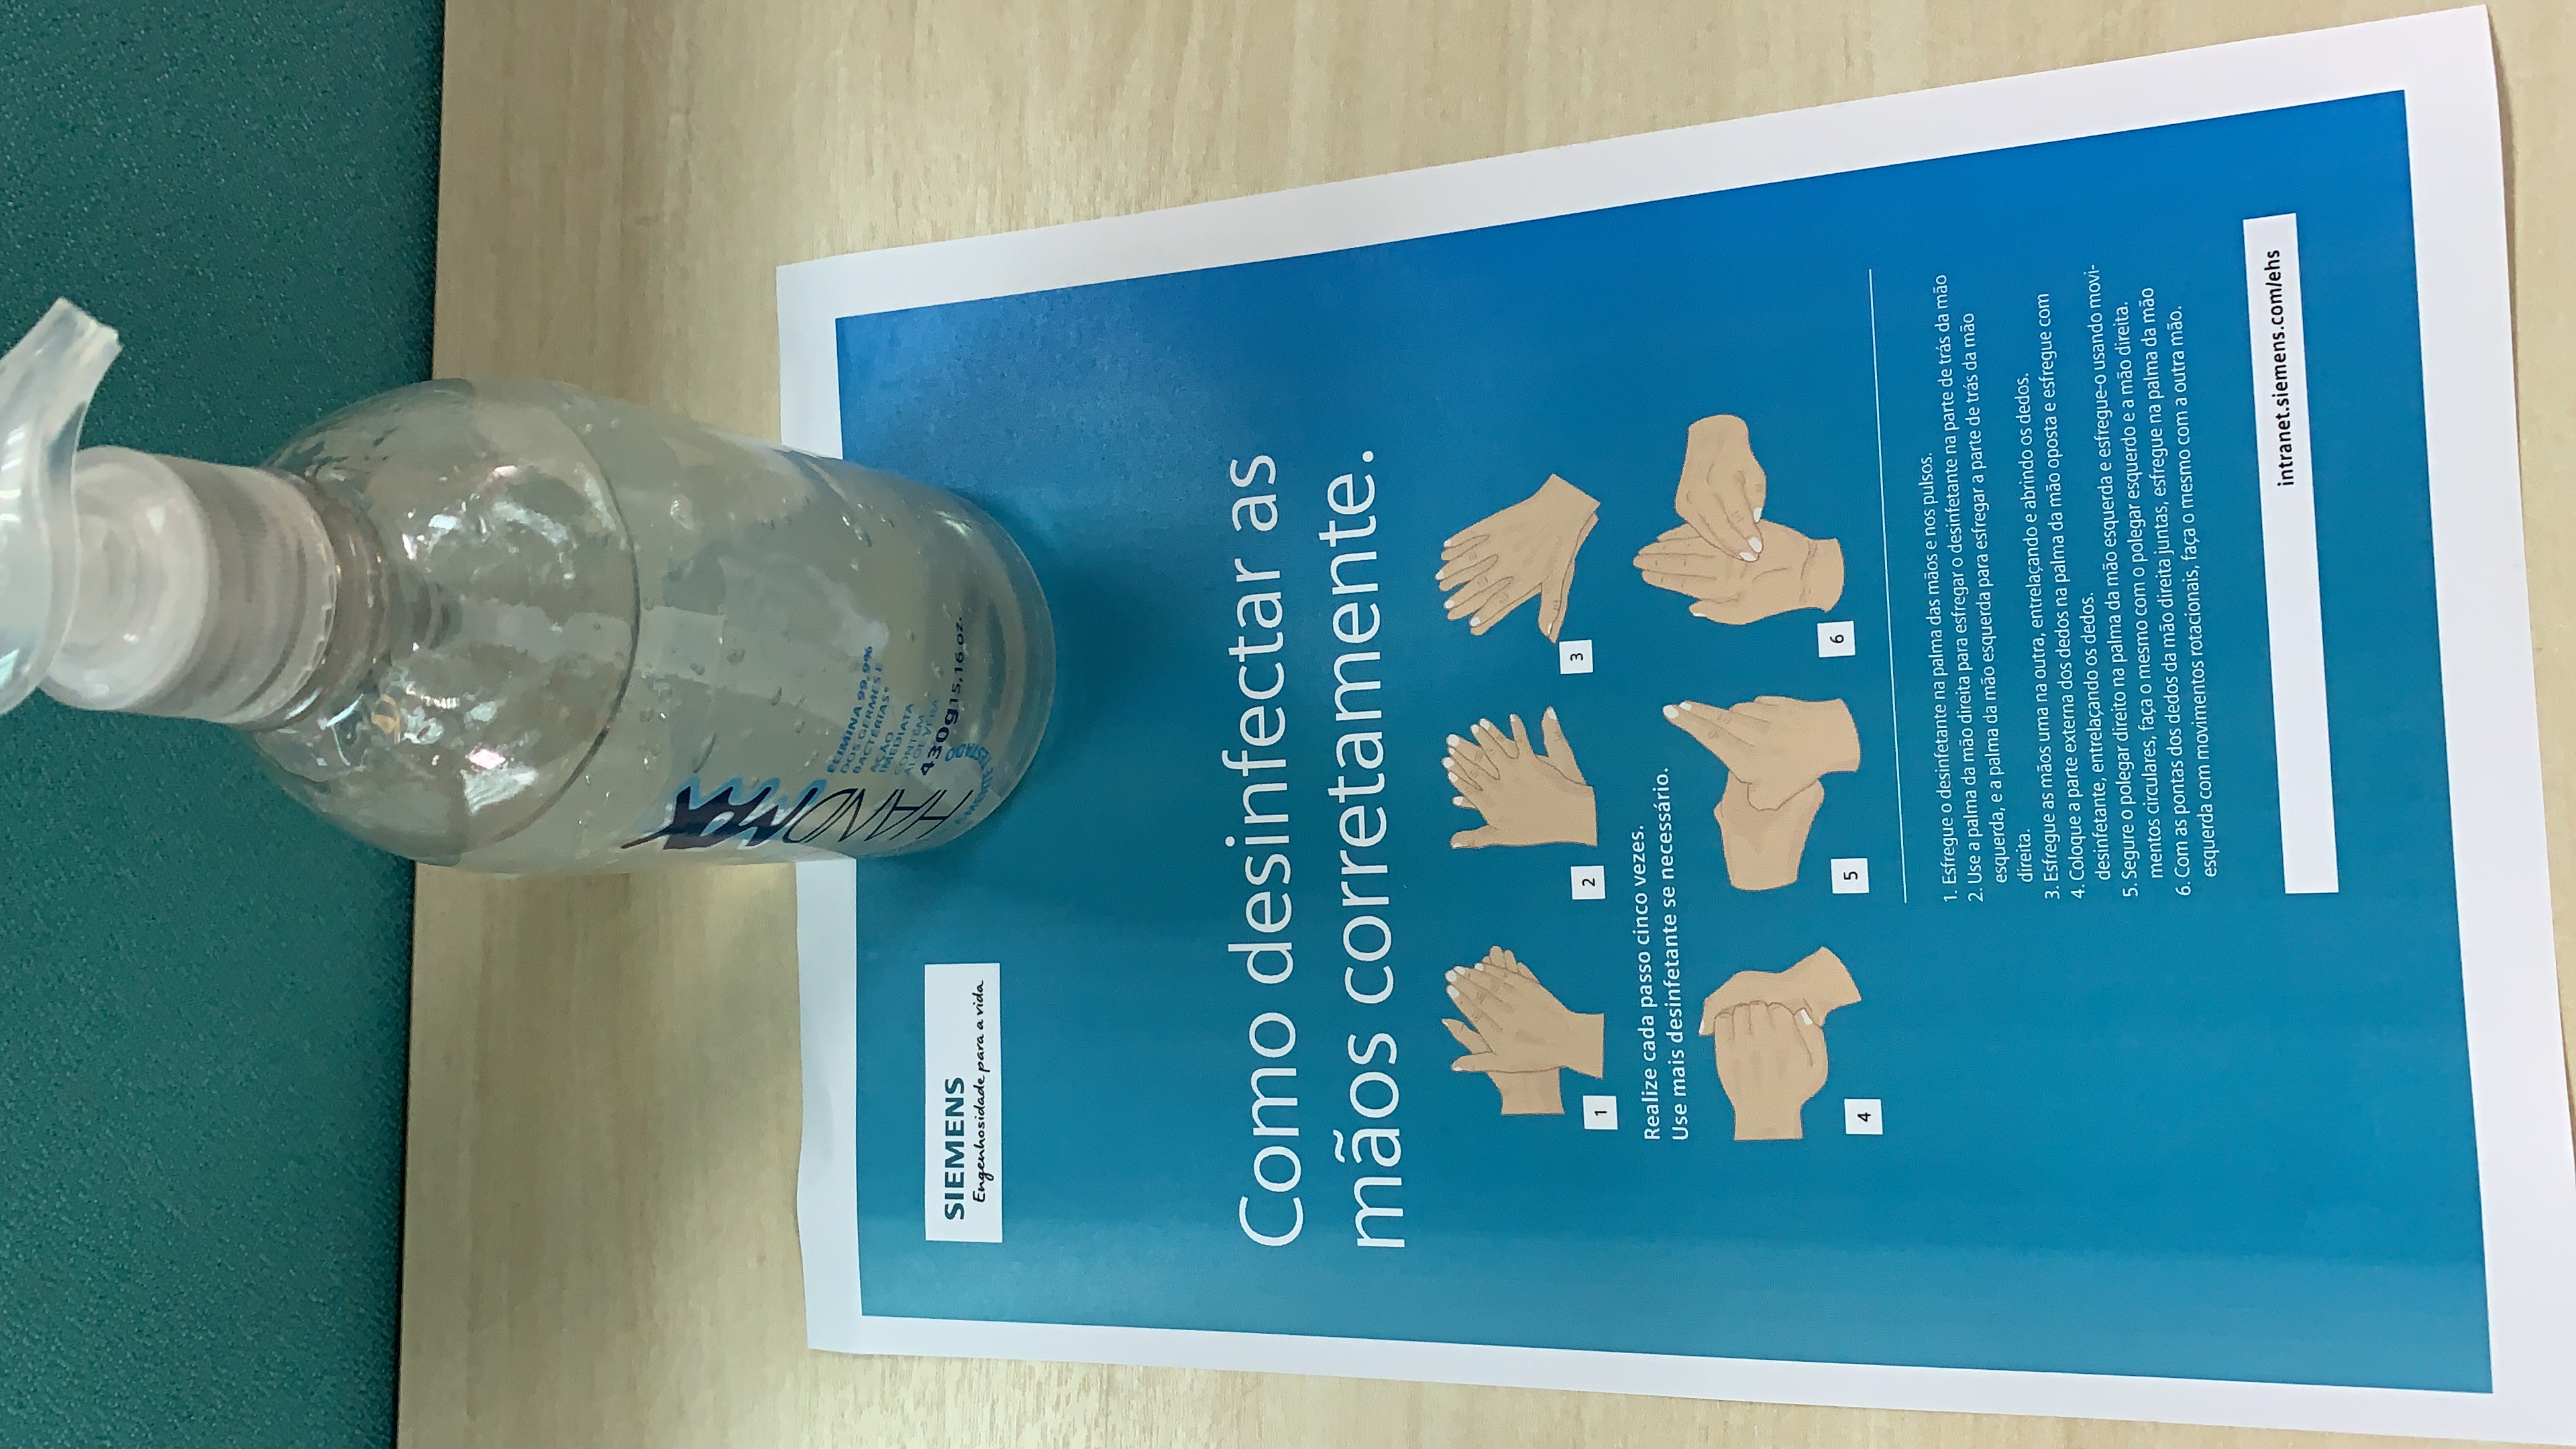 HAND
ELIMINA 99,9%
DOS GERMES E
BACTÉRIAS*
AÇÃO
IMEDIATA
CONTÉM
ALOE VERA
430g 15,16 oz.
TESTADO
SIEMENS
Engenhosidade para a vida
Como desinfectar as
mãos corretamente.
1
2
3
Realize cada passo cinco vezes.
Use mais desinfetante se necessário.
4
5
6
1. Esfregue o desinfetante na palma das mãos e nos pulsos.
2. Use a palma da mão direita para esfregar o desinfetante na parte de trás da mão
esquerda, e a palma da mão esquerda para esfregar a parte de trás da mão
direita.
3. Esfregue as mãos uma na outra, entrelaçando e abrindo os dedos.
4. Coloque a parte externa dos dedos na palma da mão oposta e esfregue com
desinfetante, entrelaçando os dedos.
5. Segure o polegar direito na palma da mão esquerda e esfregue-o usando movi-
mentos circulares, faça o mesmo com o polegar esquerdo e a mão direita.
6. Com as pontas dos dedos da mão direita juntas, esfregue na palma da mão
esquerda com movimentos rotacionais, faça o mesmo com a outra mão.
intranet.siemens.com/ehs